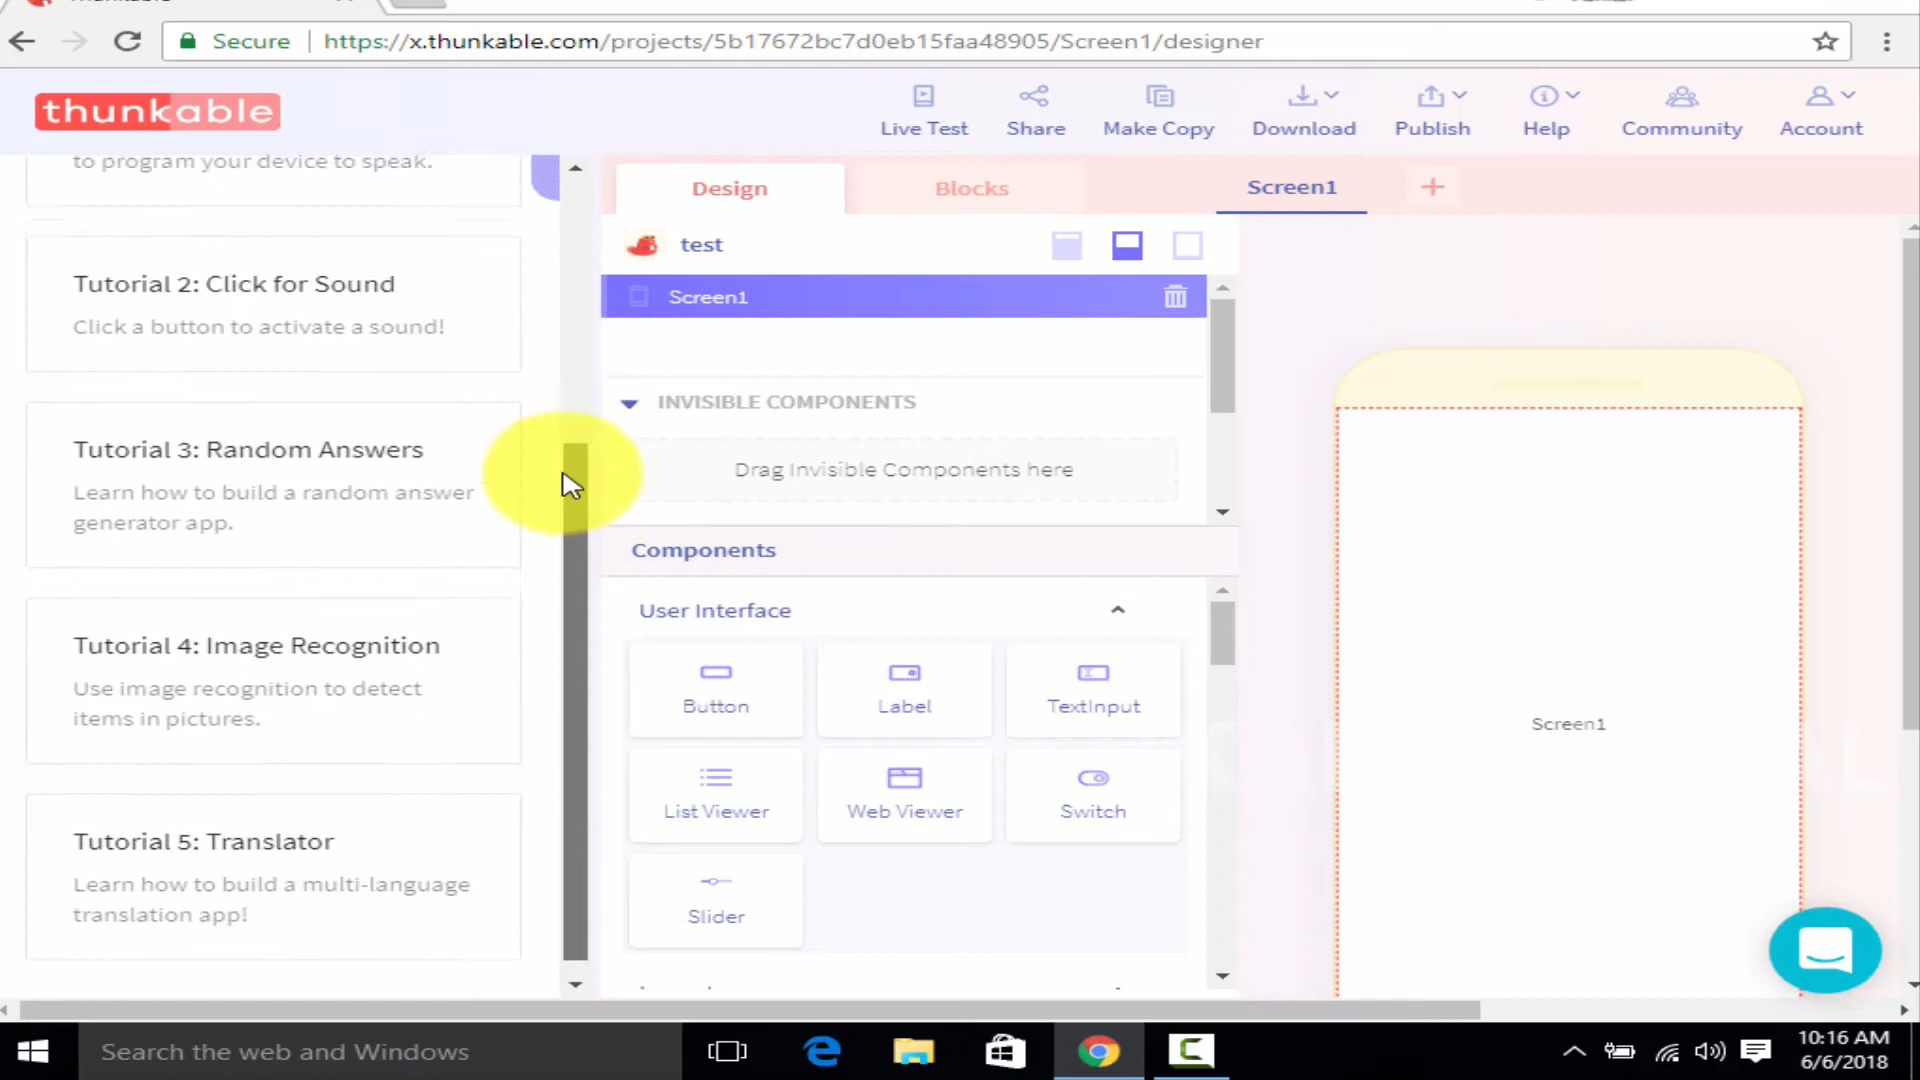 Secure
https://x.thunkable.com/projects/5b17672bc7d0eb15faa48905/Screen1/designer
thunkable
Live Test
Share
Make Copy
Download
Publish
Help
Community
Account
to program your device to speak.
Tutorial 2: Click for Sound
Click a button to activate a sound!
Tutorial 3: Random Answers
Learn how to build a random answer
generator app.
Tutorial 4: Image Recognition
Use image recognition to detect
items in pictures.
Tutorial 5: Translator
Learn how to build a multi-language
translation app!
Design
Blocks
Screen1
+
test
Screen1
INVISIBLE COMPONENTS
Drag Invisible Components here
Components
User Interface
Button
Label
TextInput
List Viewer
Web Viewer
Switch
Slider
Screen1
Search the web and Windows
10:16 AM
6/6/2018